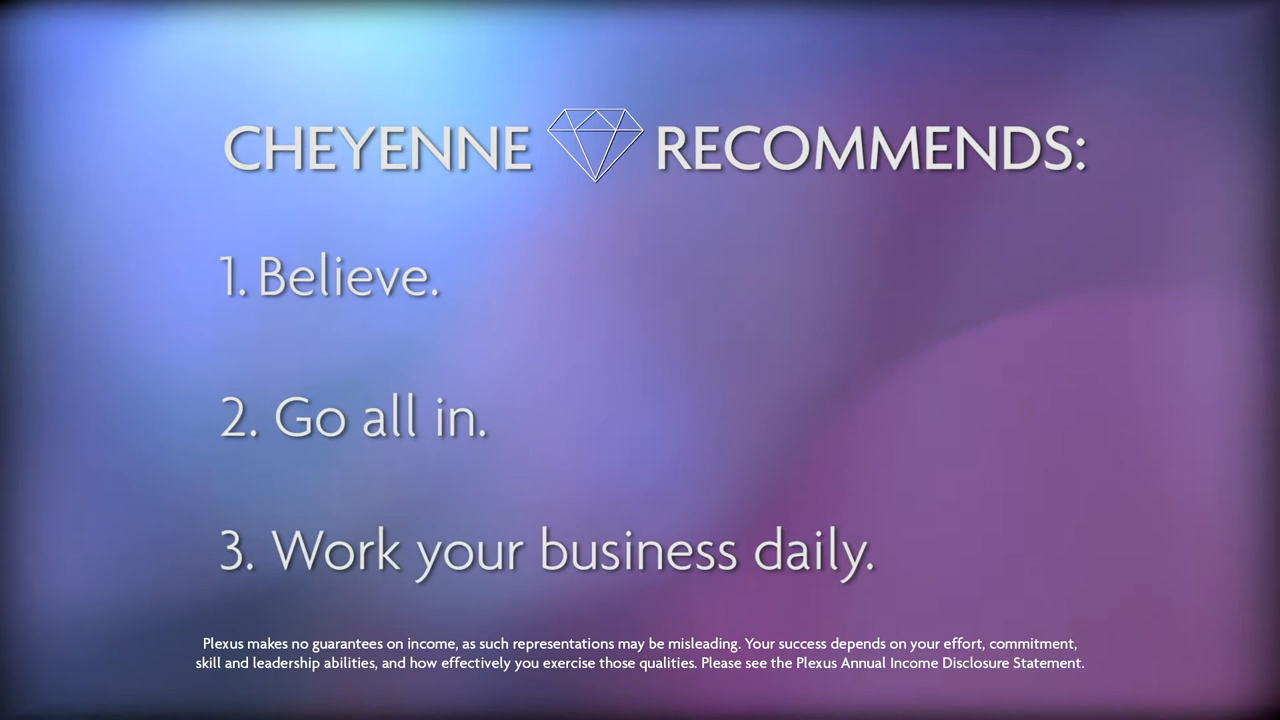 CHEYENNE RECOMMENDS:
1. Believe.
2. Go all in.
3. Work your business daily.
Plexus makes no guarantees on income, as such representations may be misleading. Your success depends on your effort, commitment,
skill and leadership abilities, and how effectively you exercise those qualities. Please see the Plexus Annual Income Disclosure Statement.